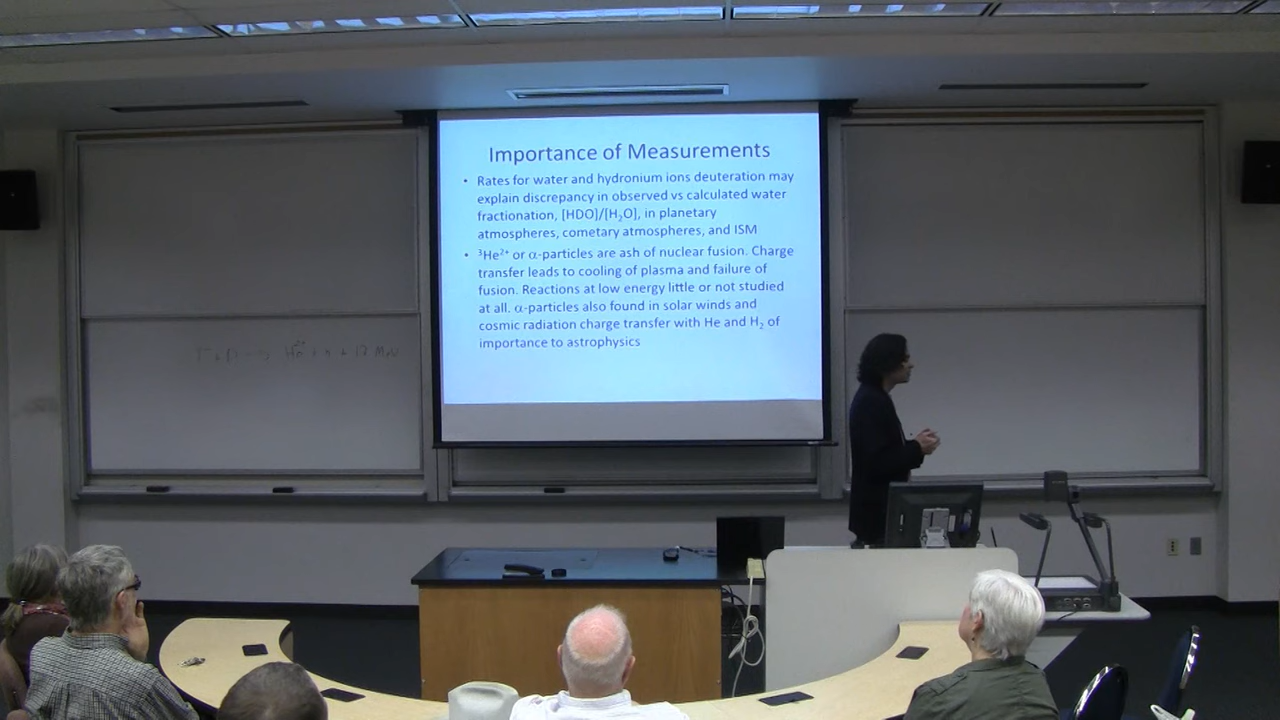 Importance of Measurements
• Rates for water and hydronium ions deuteration may
explain discrepancy in observed vs calculated water
fractionation, [HDO]/[H₂O], in planetary
atmospheres, cometary atmospheres, and ISM
• ³He²⁺ or α-particles are ash of nuclear fusion. Charge
transfer leads to cooling of plasma and failure of
fusion. Reactions at low energy little or not studied
at all. α-particles also found in solar winds and
cosmic radiation charge transfer with He and H₂ of
importance to astrophysics